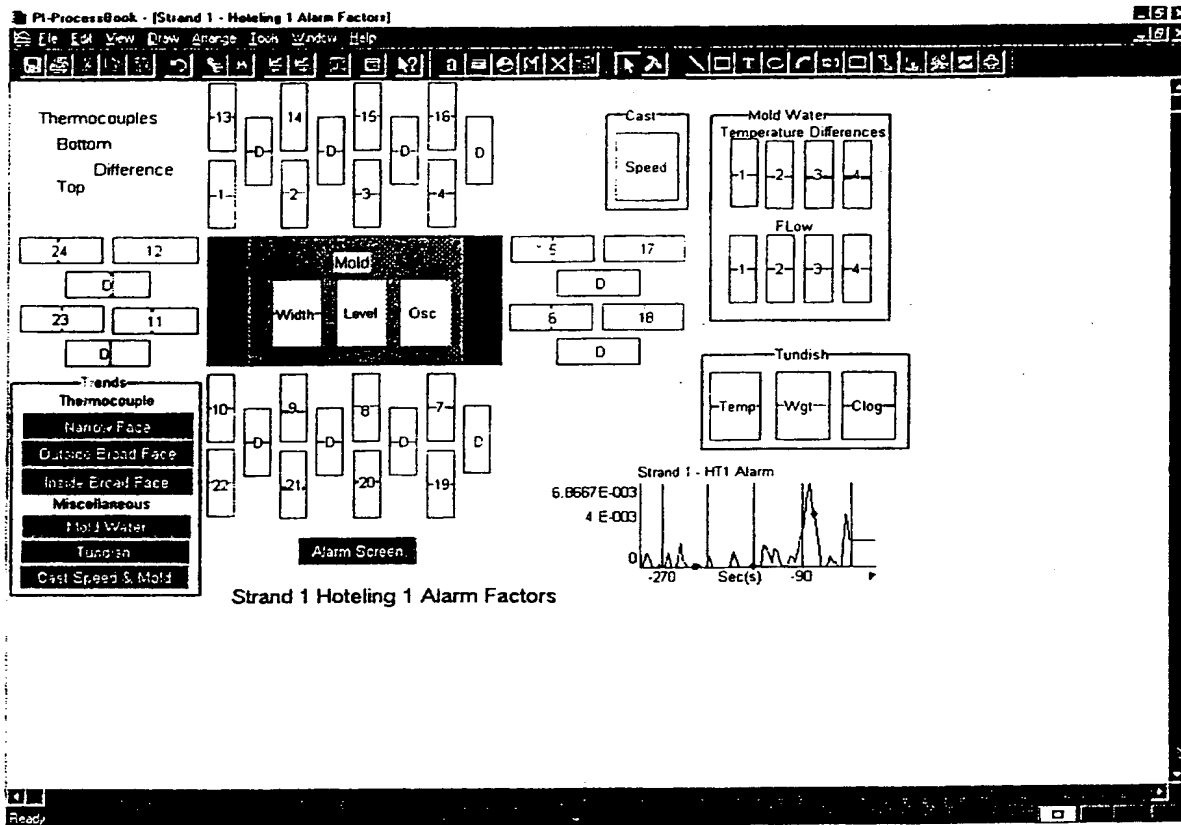 PI-ProcessBook - [Strand 1 - Hoteling 1 Alarm Factors]
File Edit View Draw Arrange Tools Window Help
Thermocouples
Bottom
Difference
Top
13 14 15 16
D D D D
1 2 3 4
24 12
D
23 11
D
Mold
Width Level Osc
5 17
D
6 18
D
10 9 8 7
D D D D
22 21 20 19
Cast
Speed
Mold Water
Temperature Differences
1 2 3 4
FLow
1 2 3 4
Tundish
Temp Wgt Clog
Trends
Thermocouple
Narrow Face
Outside Broad Face
Inside Broad Face
Miscellaneous
Mold Water
Tundish
Cast Speed & Mold
Alarm Screen
Strand 1 - HT1 Alarm
6.8667E-003
4 E-003
0
-270 Sec(s) -90
Strand 1 Hoteling 1 Alarm Factors
Ready